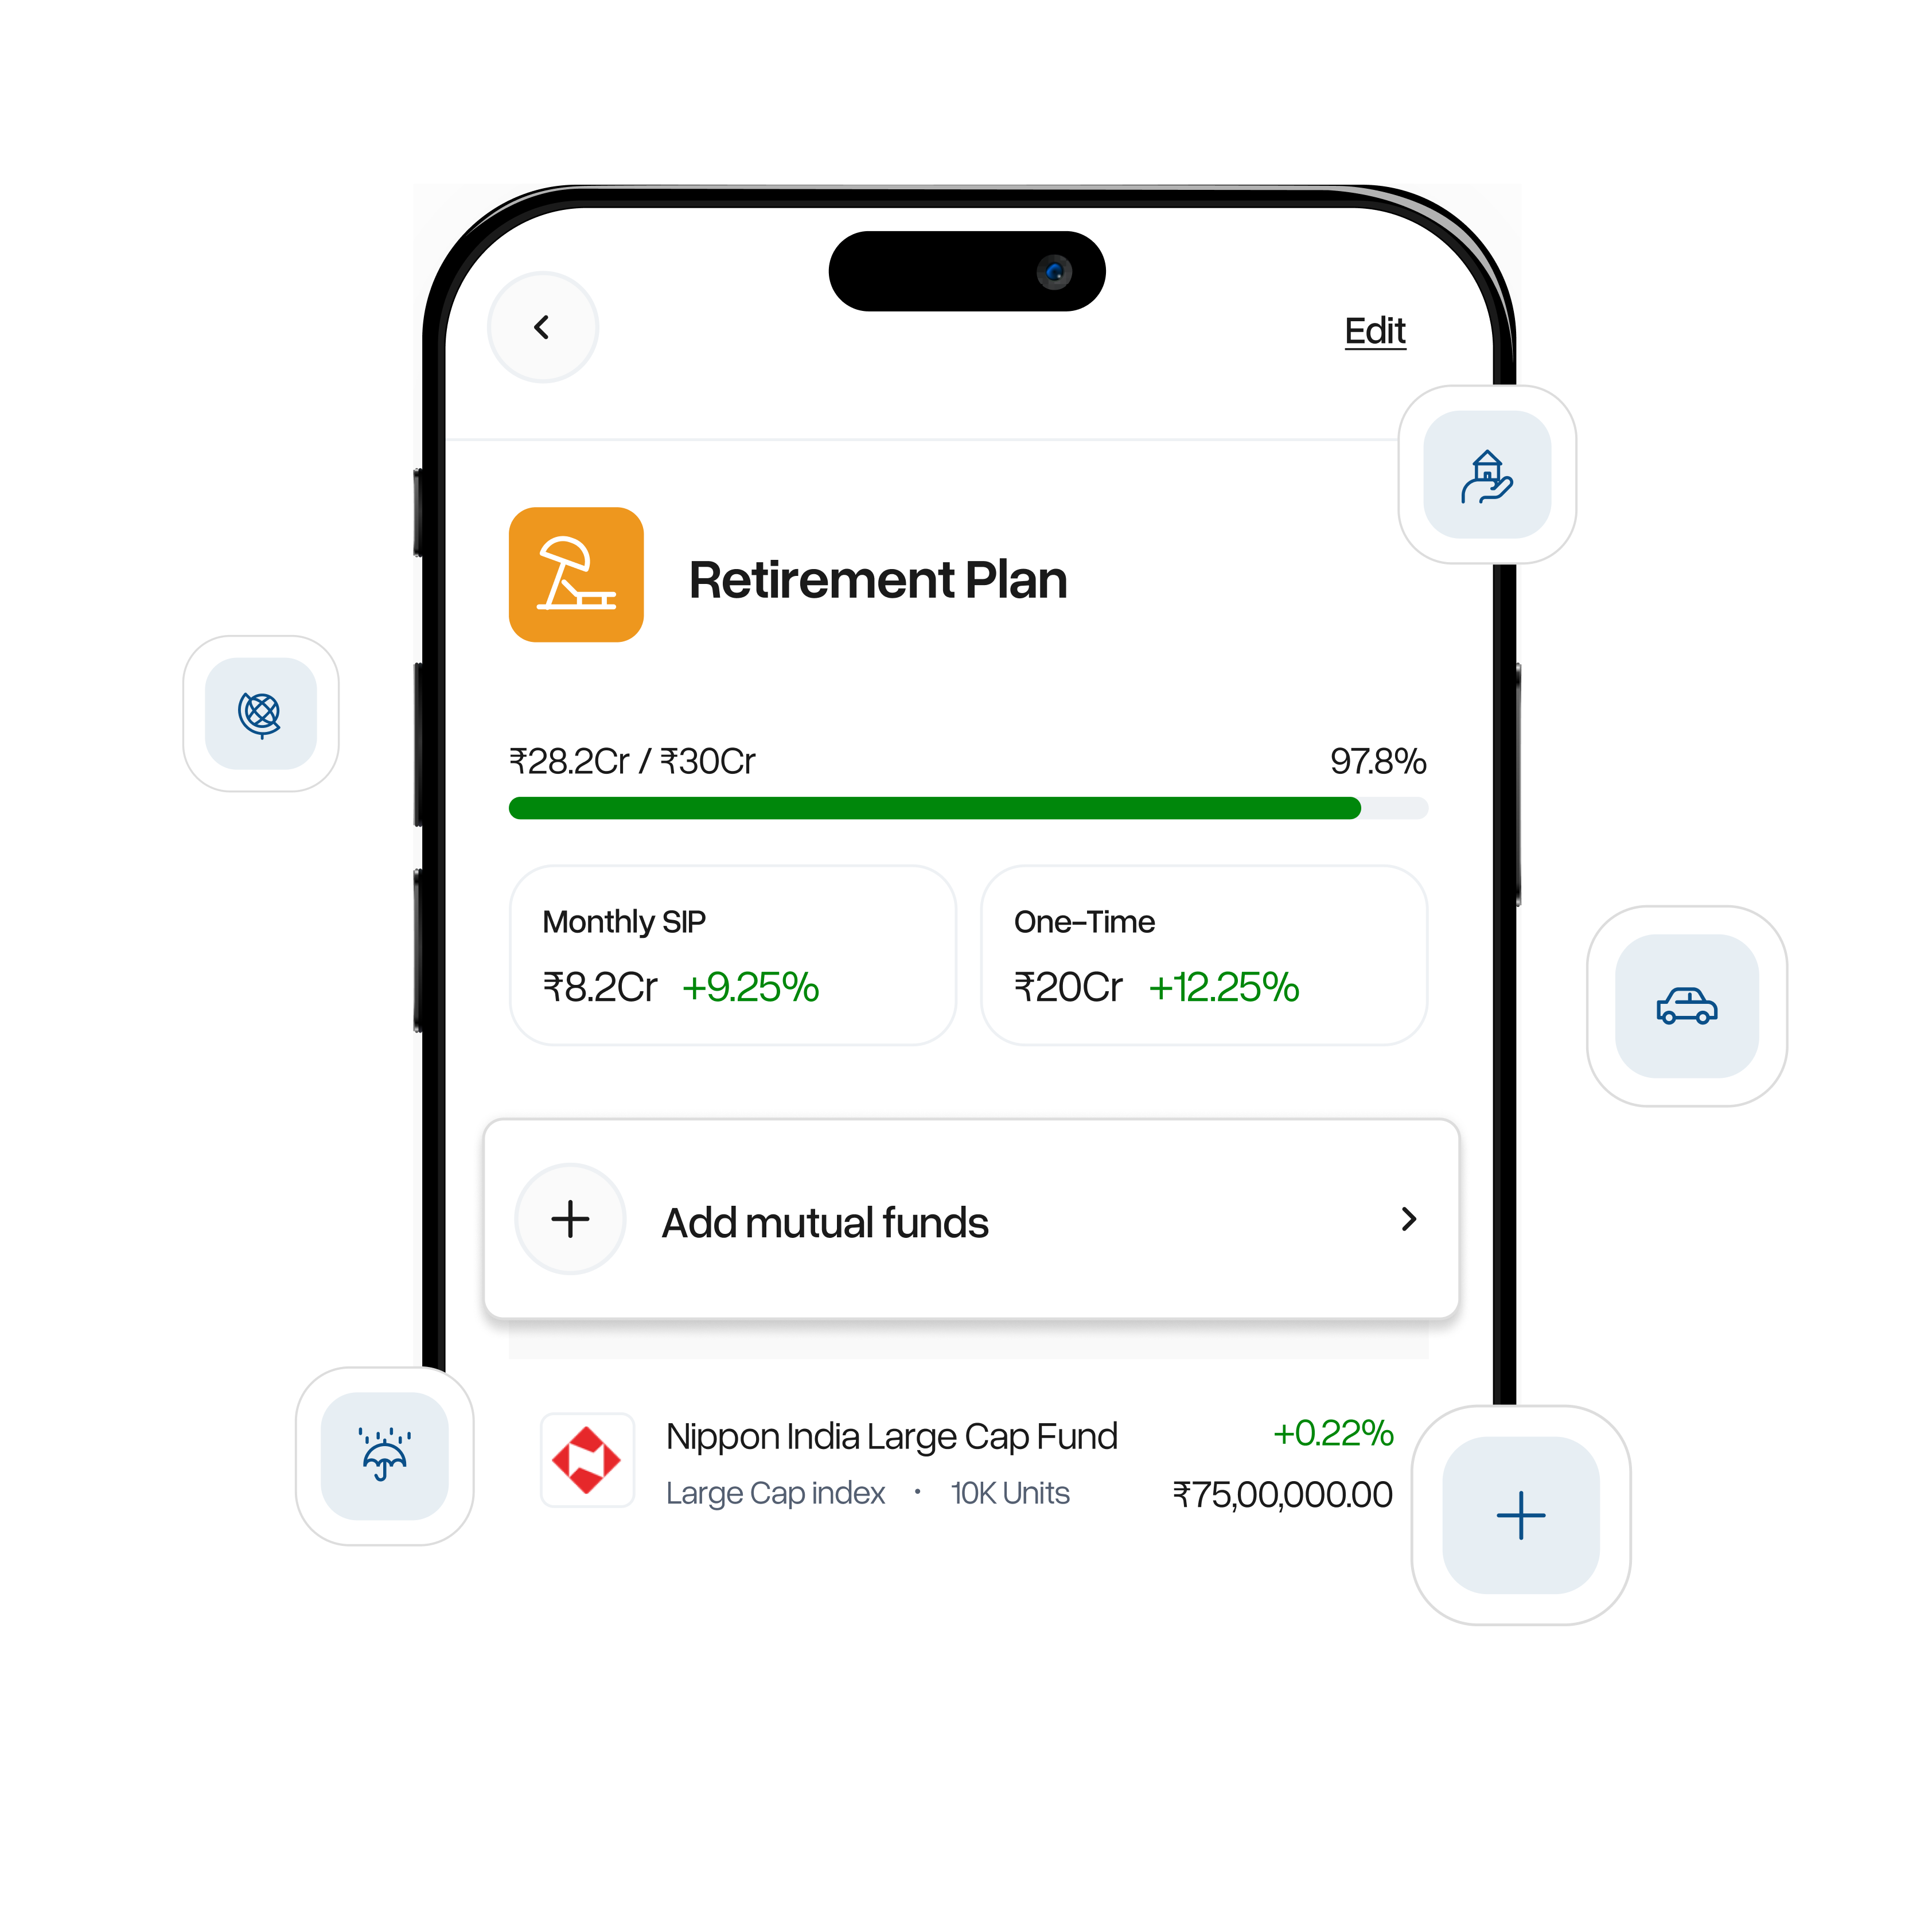 Edit
Retirement Plan
₹28.2Cr / ₹30Cr 97.8%
Monthly SIP
₹8.2Cr +9.25%
One-Time
₹20Cr +12.25%
Add mutual funds
Nippon India Large Cap Fund +0.22%
Large Cap index • 10K Units ₹75,00,000.00